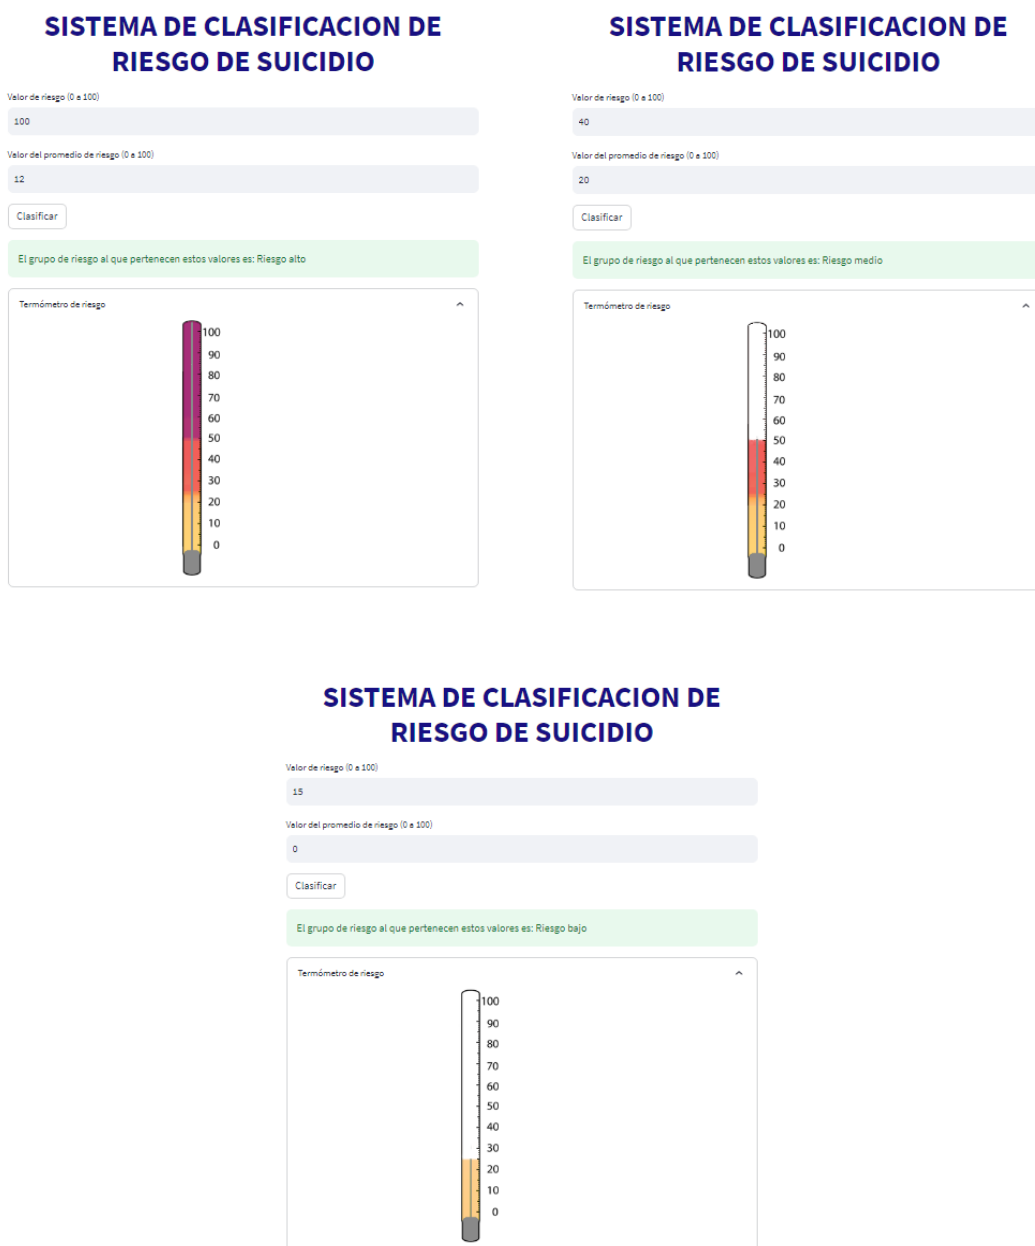 SISTEMA DE CLASIFICACION DE
RIESGO DE SUICIDIO
Valor de riesgo (0 a 100)
100
Valor del promedio de riesgo (0 a 100)
12
Clasificar
El grupo de riesgo al que pertenecen estos valores es: Riesgo alto
Termómetro de riesgo
100
90
80
70
60
50
40
30
20
10
0
SISTEMA DE CLASIFICACION DE
RIESGO DE SUICIDIO
Valor de riesgo (0 a 100)
40
Valor del promedio de riesgo (0 a 100)
20
Clasificar
El grupo de riesgo al que pertenecen estos valores es: Riesgo medio
Termómetro de riesgo
100
90
80
70
60
50
40
30
20
10
0
SISTEMA DE CLASIFICACION DE
RIESGO DE SUICIDIO
Valor de riesgo (0 a 100)
15
Valor del promedio de riesgo (0 a 100)
0
Clasificar
El grupo de riesgo al que pertenecen estos valores es: Riesgo bajo
Termómetro de riesgo
100
90
80
70
60
50
40
30
20
10
0